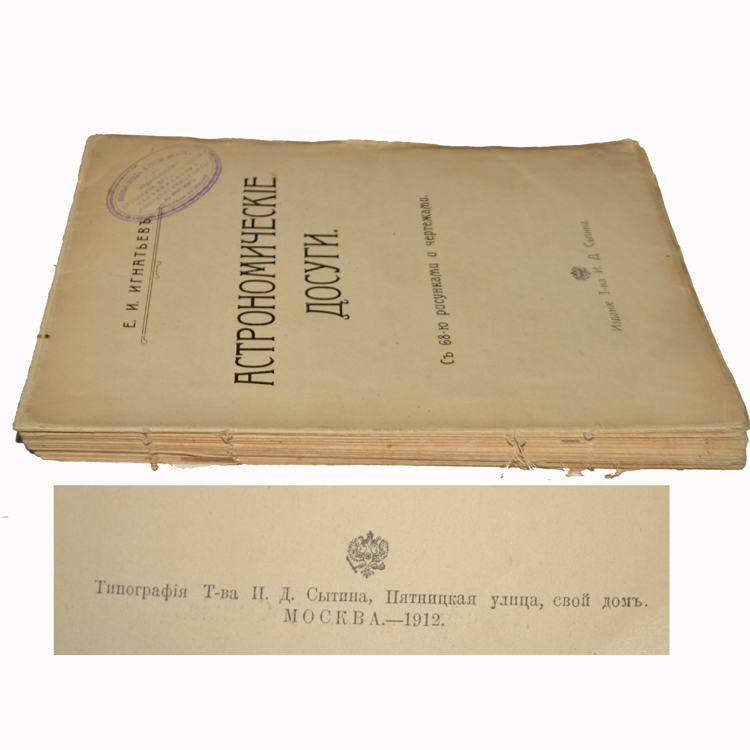 Е. И. ИГНАТЬЕВЪ.
АСТРОНОМИЧЕСКІЕ
ДОСУГИ.
Съ 68-ю рисунками и чертежами.
Изданіе Т-ва И. Д. Сытина.
Типографія Т-ва И. Д. Сытина, Пятницкая улица, свой домъ.
МОСКВА.—1912.